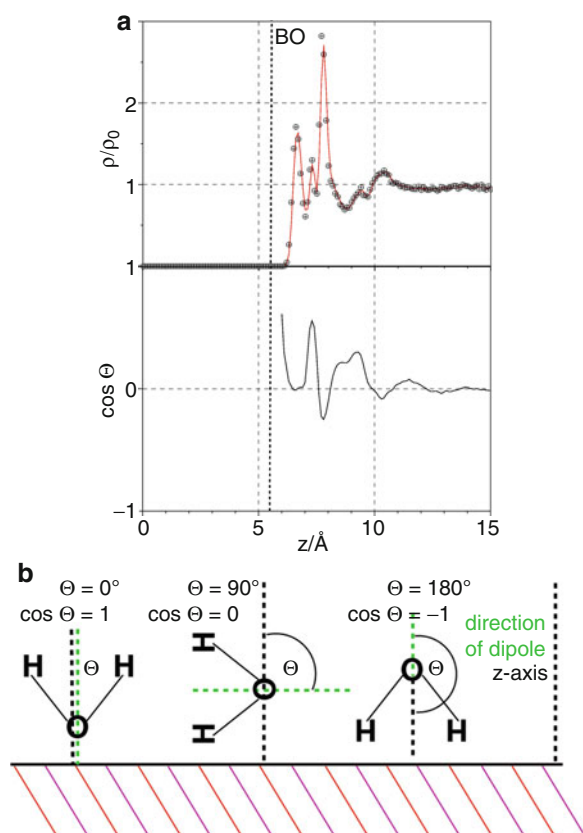 a
BO
2
1
ρ/ρ₀
1
0
−1
cos Θ
0
5
10
15
z/Å
b
Θ = 0°
cos Θ = 1
Θ = 90°
cos Θ = 0
Θ = 180°
cos Θ = −1
direction
of dipole
z-axis
H
Θ
H
O
H
Θ
O
H
O
Θ
H
H